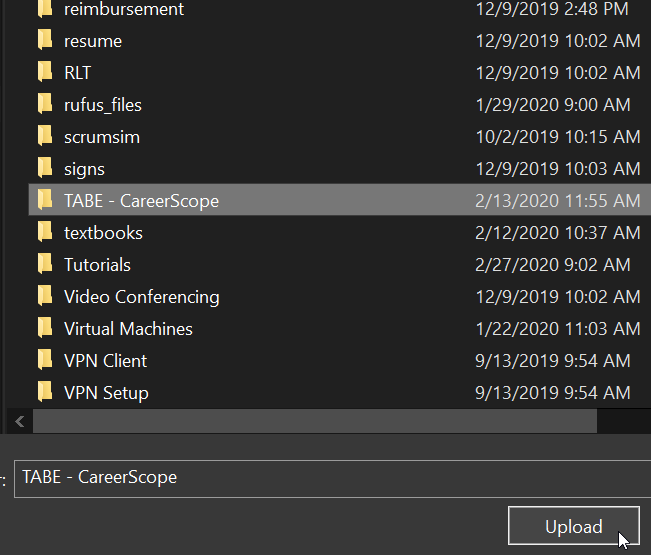 reimbursement 12/9/2019 2:48 PM
resume 12/9/2019 10:02 AM
RLT 12/9/2019 10:02 AM
rufus_files 1/29/2020 9:00 AM
scrumsim 10/2/2019 10:15 AM
signs 12/9/2019 10:03 AM
TABE - CareerScope 2/13/2020 11:55 AM
textbooks 2/12/2020 10:37 AM
Tutorials 2/27/2020 9:02 AM
Video Conferencing 12/9/2019 10:02 AM
Virtual Machines 1/22/2020 11:03 AM
VPN Client 9/13/2019 9:54 AM
VPN Setup 9/13/2019 9:54 AM
TABE - CareerScope
Upload